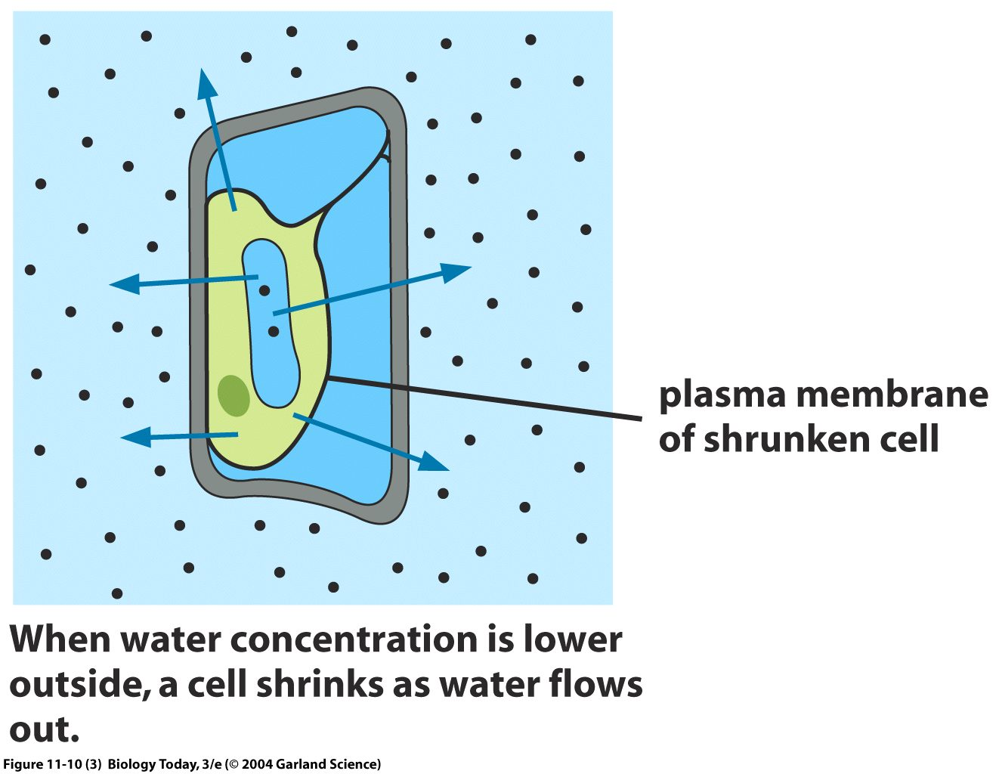 plasma membrane
of shrunken cell
When water concentration is lower
outside, a cell shrinks as water flows
out.
Figure 11-10 (3)  Biology Today, 3/e (© 2004 Garland Science)